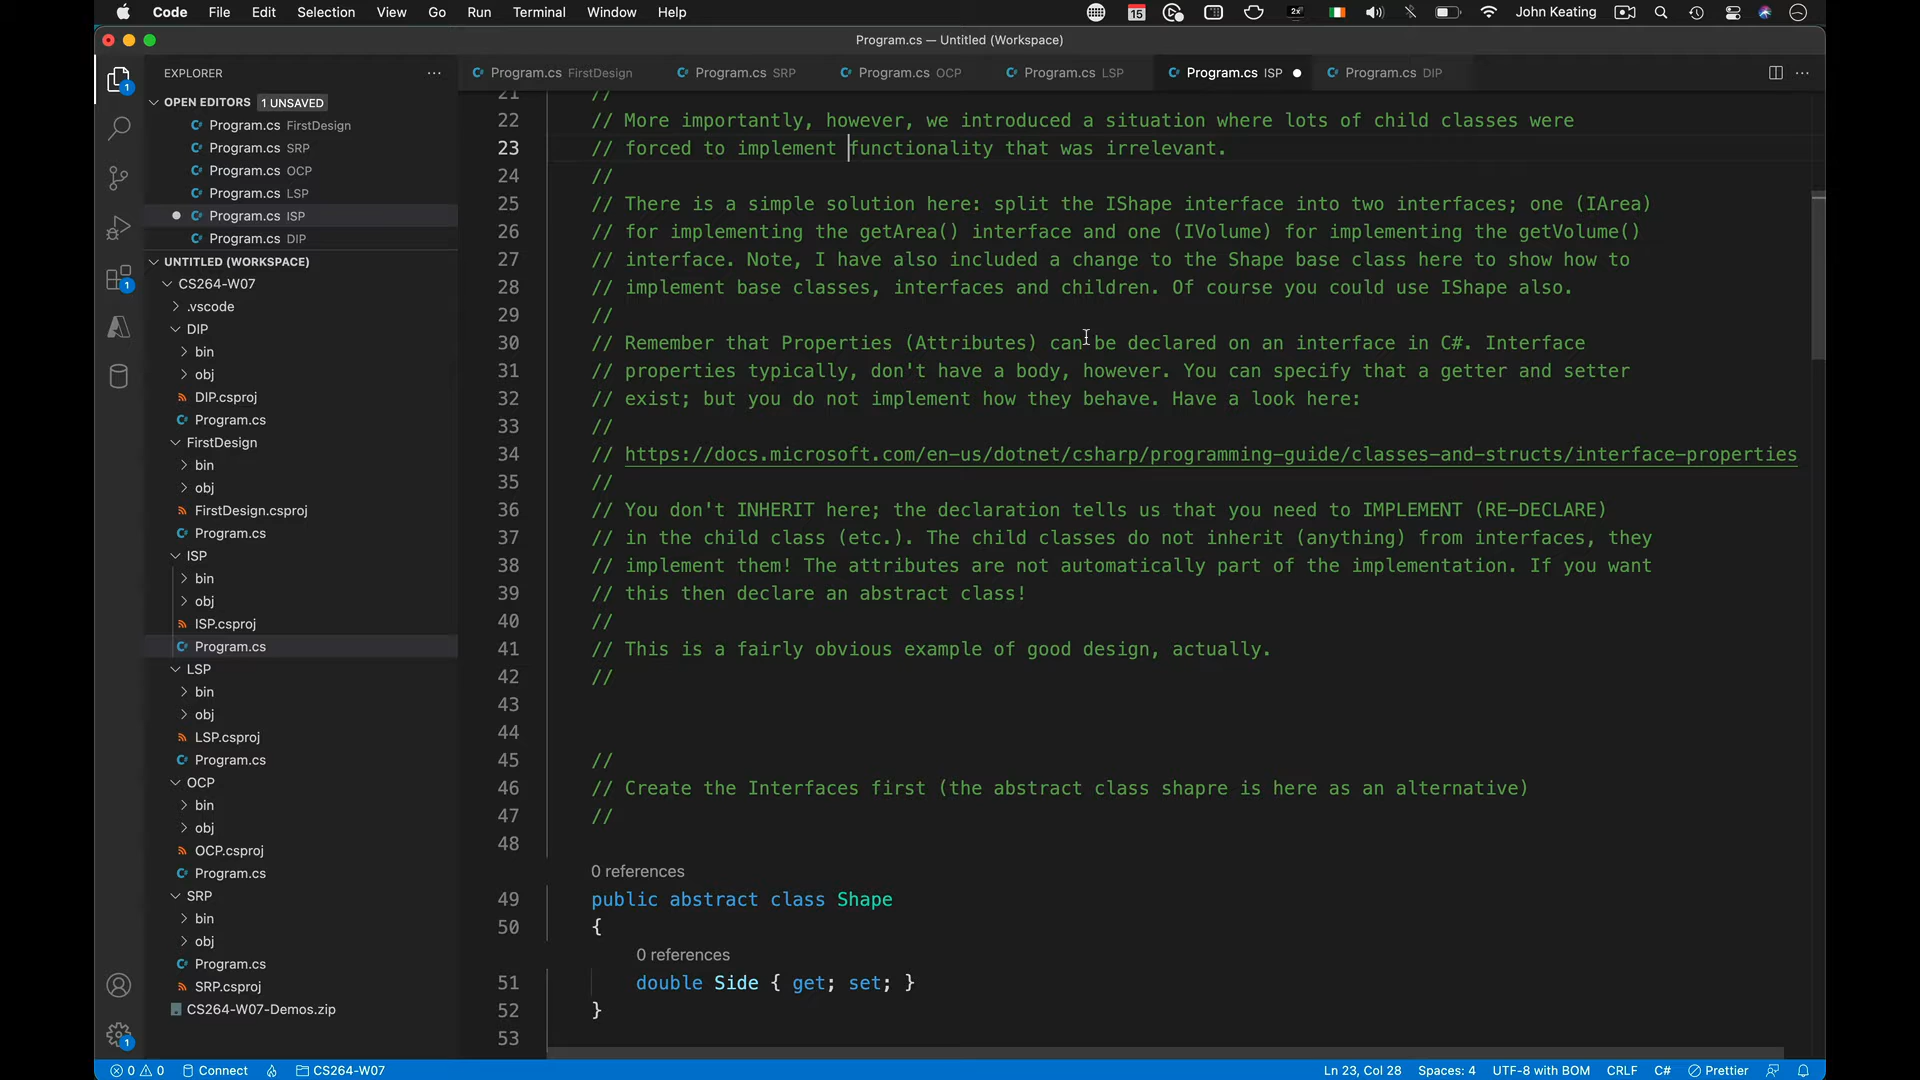 Code File Edit Selection View Go Run Terminal Window Help
15
2x
John Keating
Program.cs — Untitled (Workspace)
EXPLORER
OPEN EDITORS 1 UNSAVED
Program.cs FirstDesign
Program.cs SRP
Program.cs OCP
Program.cs LSP
Program.cs ISP
Program.cs DIP
UNTITLED (WORKSPACE)
CS264-W07
.vscode
DIP
bin
obj
DIP.csproj
Program.cs
FirstDesign
bin
obj
FirstDesign.csproj
Program.cs
ISP
bin
obj
ISP.csproj
Program.cs
LSP
bin
obj
LSP.csproj
Program.cs
OCP
bin
obj
OCP.csproj
Program.cs
SRP
bin
obj
Program.cs
SRP.csproj
CS264-W07-Demos.zip
1
1
1
Program.cs FirstDesign Program.cs SRP Program.cs OCP Program.cs LSP Program.cs ISP Program.cs DIP
21 //
22 // More importantly, however, we introduced a situation where lots of child classes were
23 // forced to implement functionality that was irrelevant.
24 //
25 // There is a simple solution here: split the IShape interface into two interfaces; one (IArea)
26 // for implementing the getArea() interface and one (IVolume) for implementing the getVolume()
27 // interface. Note, I have also included a change to the Shape base class here to show how to
28 // implement base classes, interfaces and children. Of course you could use IShape also.
29 //
30 // Remember that Properties (Attributes) can be declared on an interface in C#. Interface
31 // properties typically, don't have a body, however. You can specify that a getter and setter
32 // exist; but you do not implement how they behave. Have a look here:
33 //
34 // https://docs.microsoft.com/en-us/dotnet/csharp/programming-guide/classes-and-structs/interface-properties
35 //
36 // You don't INHERIT here; the declaration tells us that you need to IMPLEMENT (RE-DECLARE)
37 // in the child class (etc.). The child classes do not inherit (anything) from interfaces, they
38 // implement them! The attributes are not automatically part of the implementation. If you want
39 // this then declare an abstract class!
40 //
41 // This is a fairly obvious example of good design, actually.
42 //
43
44
45 //
46 // Create the Interfaces first (the abstract class shapre is here as an alternative)
47 //
48
0 references
49 public abstract class Shape
50 {
0 references
51 double Side { get; set; }
52 }
53
0 0 Connect CS264-W07 Ln 23, Col 28 Spaces: 4 UTF-8 with BOM CRLF C# Prettier